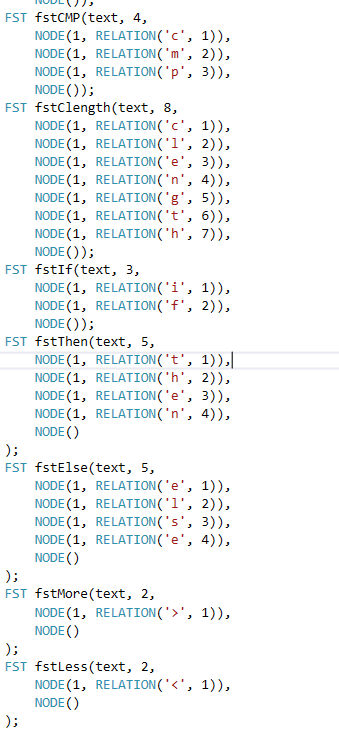 NODE());
FST fstCMP(text, 4,
    NODE(1, RELATION('c', 1)),
    NODE(1, RELATION('m', 2)),
    NODE(1, RELATION('p', 3)),
    NODE());
FST fstClength(text, 8,
    NODE(1, RELATION('c', 1)),
    NODE(1, RELATION('l', 2)),
    NODE(1, RELATION('e', 3)),
    NODE(1, RELATION('n', 4)),
    NODE(1, RELATION('g', 5)),
    NODE(1, RELATION('t', 6)),
    NODE(1, RELATION('h', 7)),
    NODE());
FST fstIf(text, 3,
    NODE(1, RELATION('i', 1)),
    NODE(1, RELATION('f', 2)),
    NODE());
FST fstThen(text, 5,
    NODE(1, RELATION('t', 1)),
    NODE(1, RELATION('h', 2)),
    NODE(1, RELATION('e', 3)),
    NODE(1, RELATION('n', 4)),
    NODE()
);
FST fstElse(text, 5,
    NODE(1, RELATION('e', 1)),
    NODE(1, RELATION('l', 2)),
    NODE(1, RELATION('s', 3)),
    NODE(1, RELATION('e', 4)),
    NODE()
);
FST fstMore(text, 2,
    NODE(1, RELATION('>', 1)),
    NODE()
);
FST fstLess(text, 2,
    NODE(1, RELATION('<', 1)),
    NODE()
);